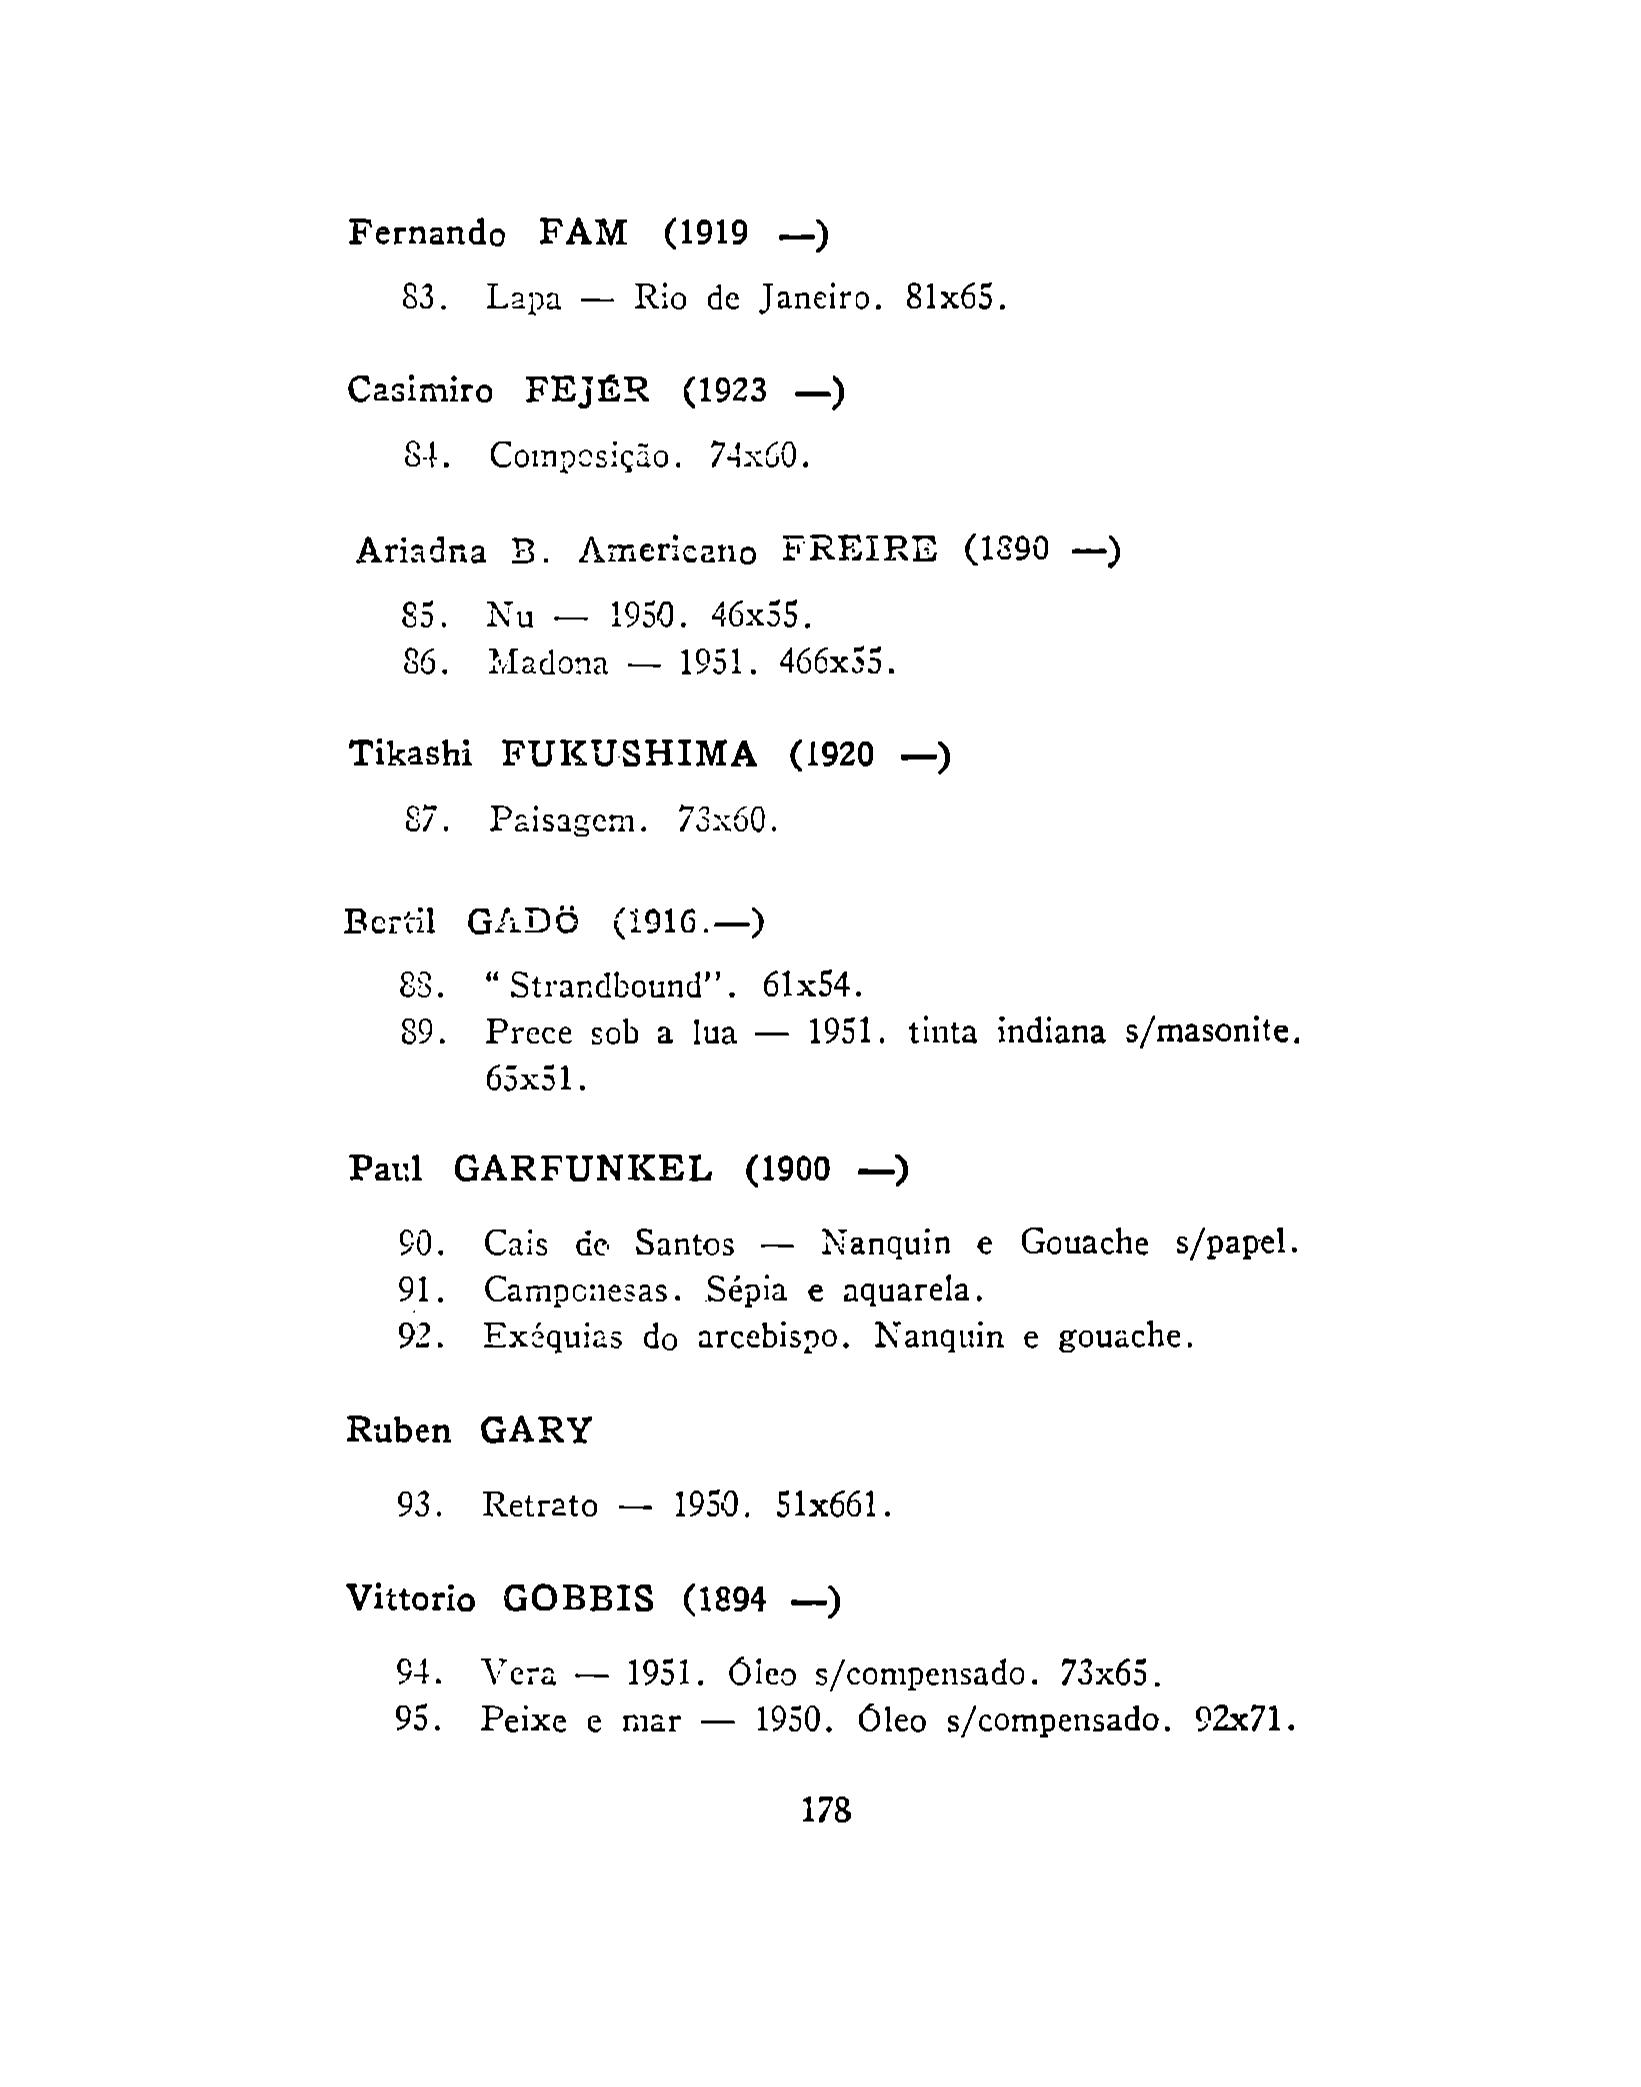 Fernando FAM (1919 —)
83. Lapa — Rio de Janeiro. 81x65.
Casimiro FEJÉR (1923 —)
84. Composição. 74x60.
Ariadna B. Americano FREIRE (1890 —)
85. Nu — 1950. 46x55.
86. Madona — 1951. 466x55.
Tikashi FUKUSHIMA (1920 —)
87. Paisagem. 73x60.
Bertil GADÖ (1916.—)
88. "Strandbound". 61x54.
89. Prece sob a lua — 1951. tinta indiana s/masonite.
65x51.
Paul GARFUNKEL (1900 —)
90. Cais de Santos — Nanquin e Gouache s/papel.
91. Camponesas. Sépia e aquarela.
92. Exéquias do arcebispo. Nanquin e gouache.
Ruben GARY
93. Retrato — 1950. 51x661.
Vittorio GOBBIS (1894 —)
94. Vera — 1951. Óleo s/compensado. 73x65.
95. Peixe e mar — 1950. Óleo s/compensado. 92x71.
178